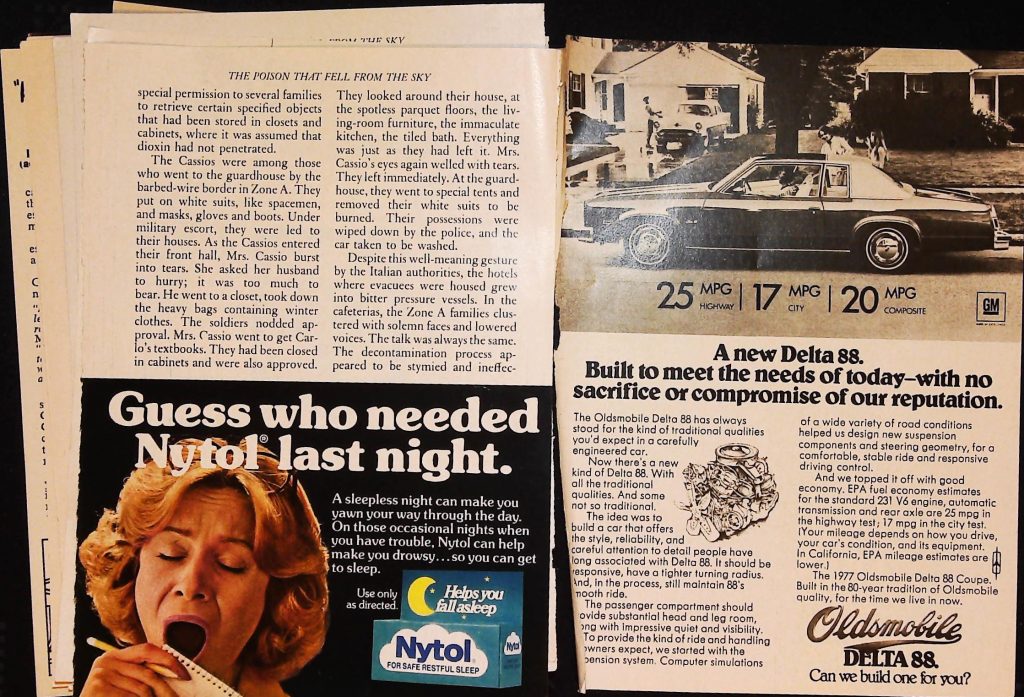 FROM THE SKY
THE POISON THAT FELL FROM THE SKY
special permission to several families
to retrieve certain specified objects
that had been stored in closets and
cabinets, where it was assumed that
dioxin had not penetrated.
The Cassios were among those
who went to the guardhouse by the
barbed-wire border in Zone A. They
put on white suits, like spacemen,
and masks, gloves and boots. Under
military escort, they were led to
their houses. As the Cassios entered
their front hall, Mrs. Cassio burst
into tears. She asked her husband
to hurry; it was too much to
bear. He went to a closet, took down
the heavy bags containing winter
clothes. The soldiers nodded ap-
proval. Mrs. Cassio went to get Car-
lo's textbooks. They had been closed
in cabinets and were also approved.
They looked around their house, at
the spotless parquet floors, the liv-
ing-room furniture, the immaculate
kitchen, the tiled bath. Everything
was just as they had left it. Mrs.
Cassio's eyes again welled with tears.
They left immediately. At the guard-
house, they went to special tents and
removed their white suits to be
burned. Their possessions were
wiped down by the police, and the
car taken to be washed.
Despite this well-meaning gesture
by the Italian authorities, the hotels
where evacuees were housed grew
into bitter pressure vessels. In the
cafeterias, the Zone A families clus-
tered with solemn faces and lowered
voices. The talk was always the same.
The decontamination process ap-
peared to be stymied and ineffec-
Guess who needed
Nytol® last night.
A sleepless night can make you
yawn your way through the day.
On those occasional nights when
you have trouble, Nytol can help
make you drowsy...so you can get
to sleep.
Use only
as directed.
Helps you
fall asleep
Nytol
FOR SAFE RESTFUL SLEEP
Nytol
25 MPG HIGHWAY | 17 MPG CITY | 20 MPG COMPOSITE
GM
A new Delta 88.
Built to meet the needs of today–with no
sacrifice or compromise of our reputation.
The Oldsmobile Delta 88 has always
stood for the kind of traditional qualities
you'd expect in a carefully
engineered car.
Now there's a new
kind of Delta 88. With
all the traditional
qualities. And some
not so traditional.
The idea was to
build a car that offers
the style, reliability, and
careful attention to detail people have
long associated with Delta 88. It should be
responsive, have a tighter turning radius.
And, in the process, still maintain 88's
smooth ride.
The passenger compartment should
ovide substantial head and leg room,
ong with impressive quiet and visibility.
To provide the kind of ride and handling
owners expect, we started with the
pension system. Computer simulations
of a wide variety of road conditions
helped us design new suspension
components and steering geometry, for a
comfortable, stable ride and responsive
driving control.
And we topped it off with good
economy. EPA fuel economy estimates
for the standard 231 V6 engine, automatic
transmission and rear axle are 25 mpg in
the highway test; 17 mpg in the city test.
(Your mileage depends on how you drive,
your car's condition, and its equipment.
In California, EPA mileage estimates are
lower.)
The 1977 Oldsmobile Delta 88 Coupe.
Built in the 80-year tradition of Oldsmobile
quality, for the time we live in now.
Oldsmobile
DELTA 88.
Can we build one for you?